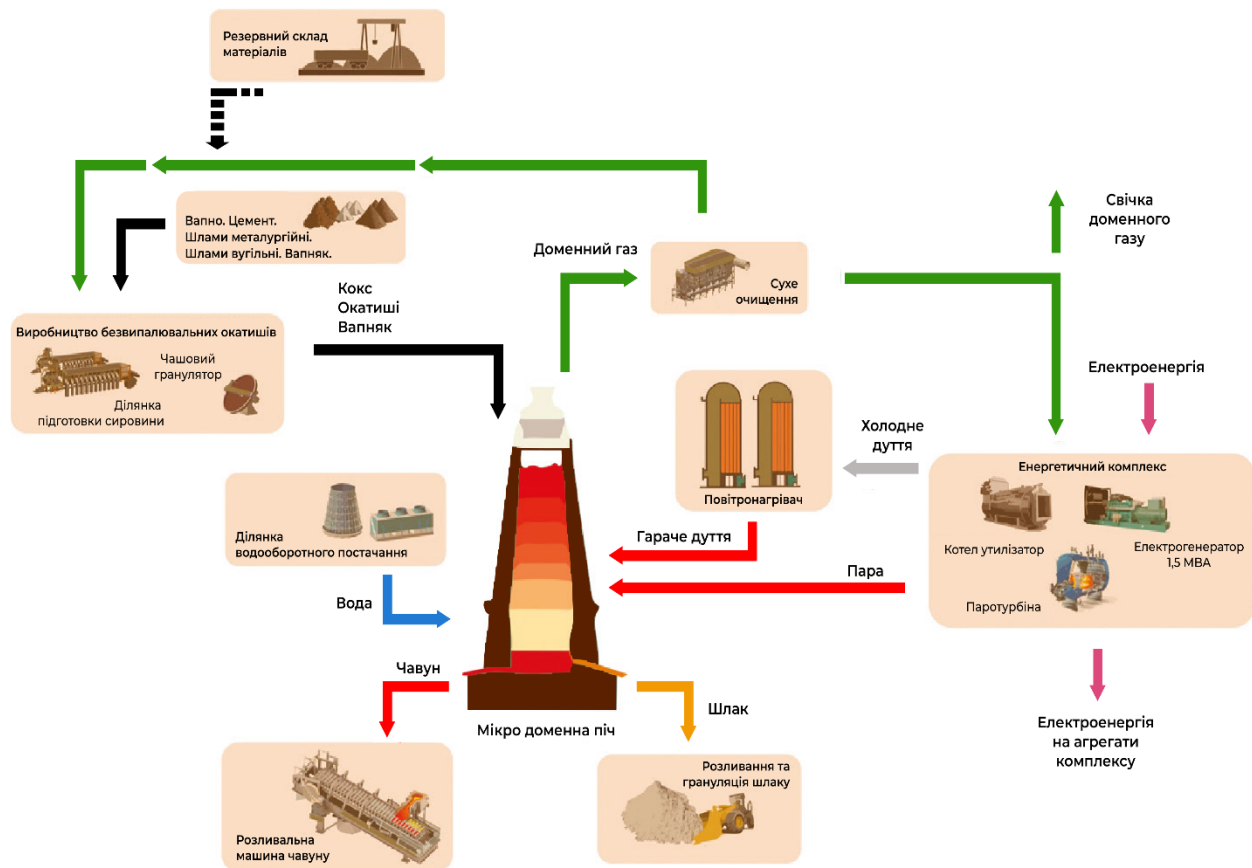 Резервний склад
матеріалів
Вапно. Цемент.
Шлами металургійні.
Шлами вугільні. Вапняк.
Доменний газ
Сухе
очищення
Свічка
доменного
газу
Кокс
Окатиші
Вапняк
Виробництво безвипалювальних окатишів
Чашовий
гранулятор
Ділянка
підготовки сировини
Електроенергія
Холодне
дуття
Повітронагрівач
Енергетичний комплекс
Котел утилізатор
Електрогенератор
1,5 МВА
Паротурбіна
Ділянка
водооборотного постачання
Гараче дуття
Пара
Вода
Чавун
Шлак
Мікро доменна піч
Електроенергія
на агрегати
комплексу
Розливальна
машина чавуну
Розливання та
грануляція шлаку